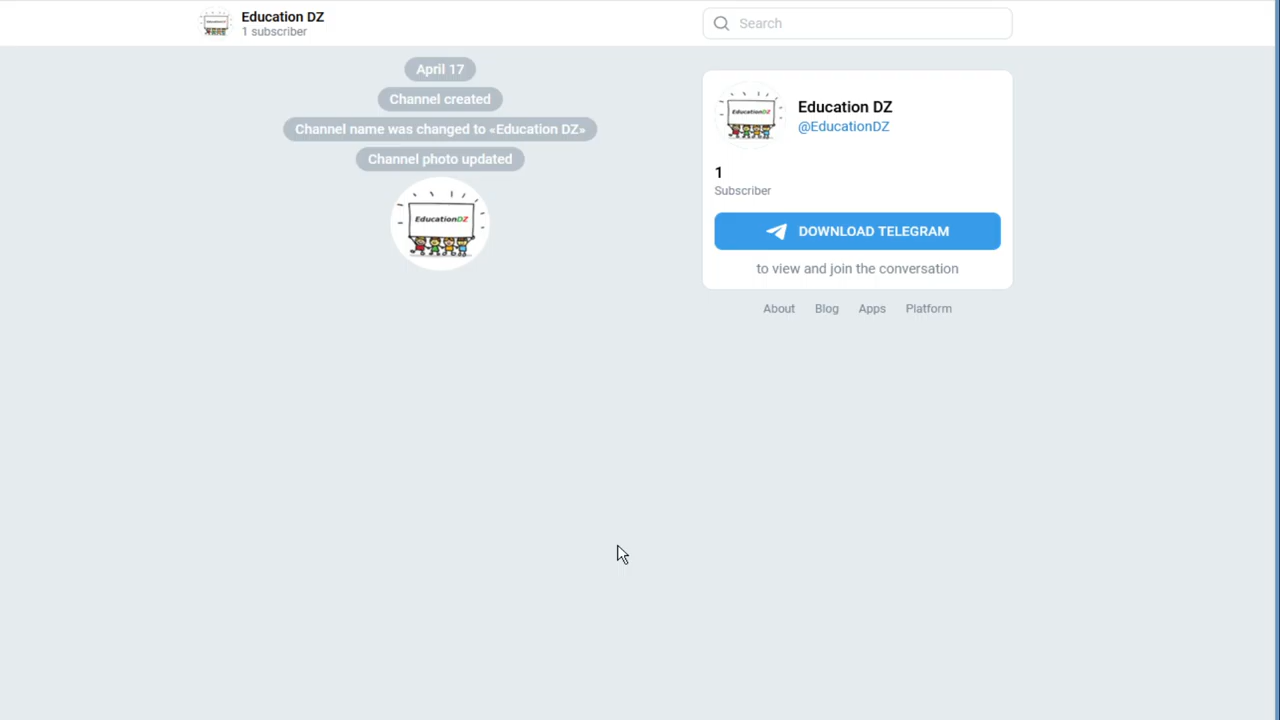 Education DZ
1 subscriber
Search
April 17
Channel created
Channel name was changed to «Education DZ»
Channel photo updated
EducationDZ
EducationDZ
Education DZ
@EducationDZ
1
Subscriber
DOWNLOAD TELEGRAM
to view and join the conversation
About Blog Apps Platform